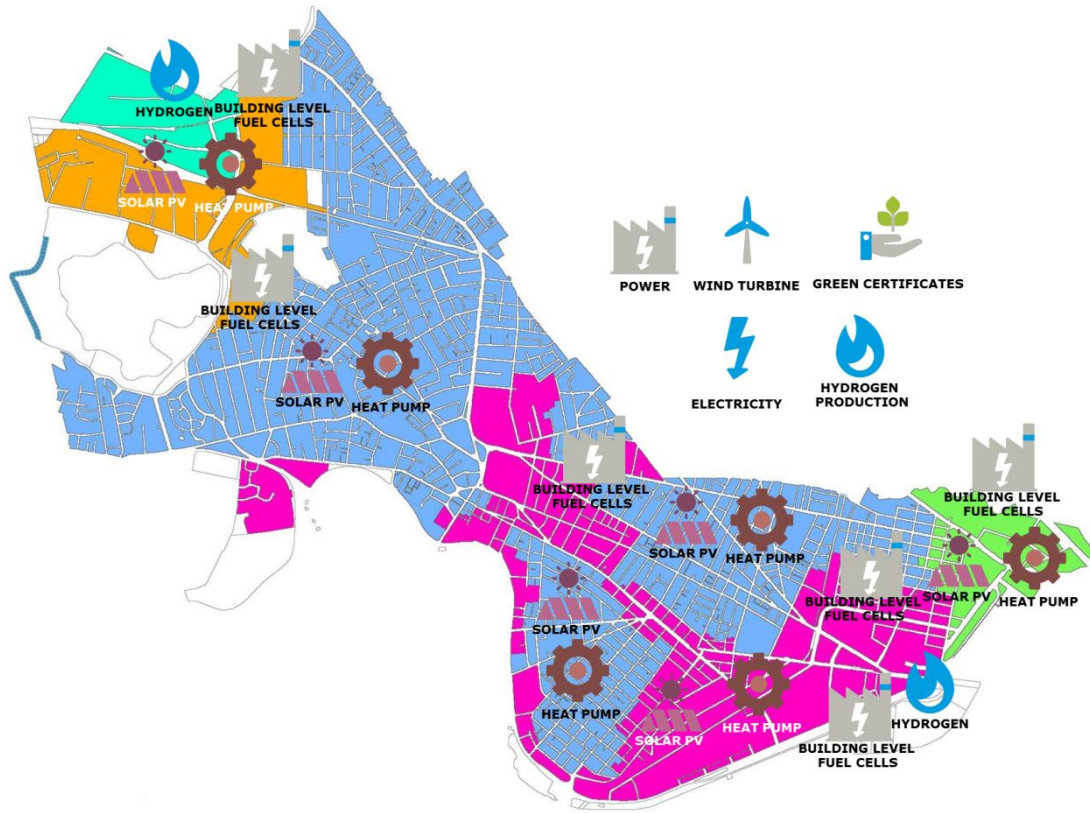 HYDROGEN
BUILDING LEVEL
FUEL CELLS
SOLAR PV
HEAT PUMP
BUILDING LEVEL
FUEL CELLS
POWER
WIND TURBINE
GREEN CERTIFICATES
SOLAR PV
HEAT PUMP
ELECTRICITY
HYDROGEN
PRODUCTION
BUILDING LEVEL
FUEL CELLS
BUILDING LEVEL
FUEL CELLS
SOLAR PV
HEAT PUMP
BUILDING LEVEL
FUEL CELLS
SOLAR PV
HEAT PUMP
SOLAR PV
HEAT PUMP
SOLAR PV
HEAT PUMP
HYDROGEN
BUILDING LEVEL
FUEL CELLS